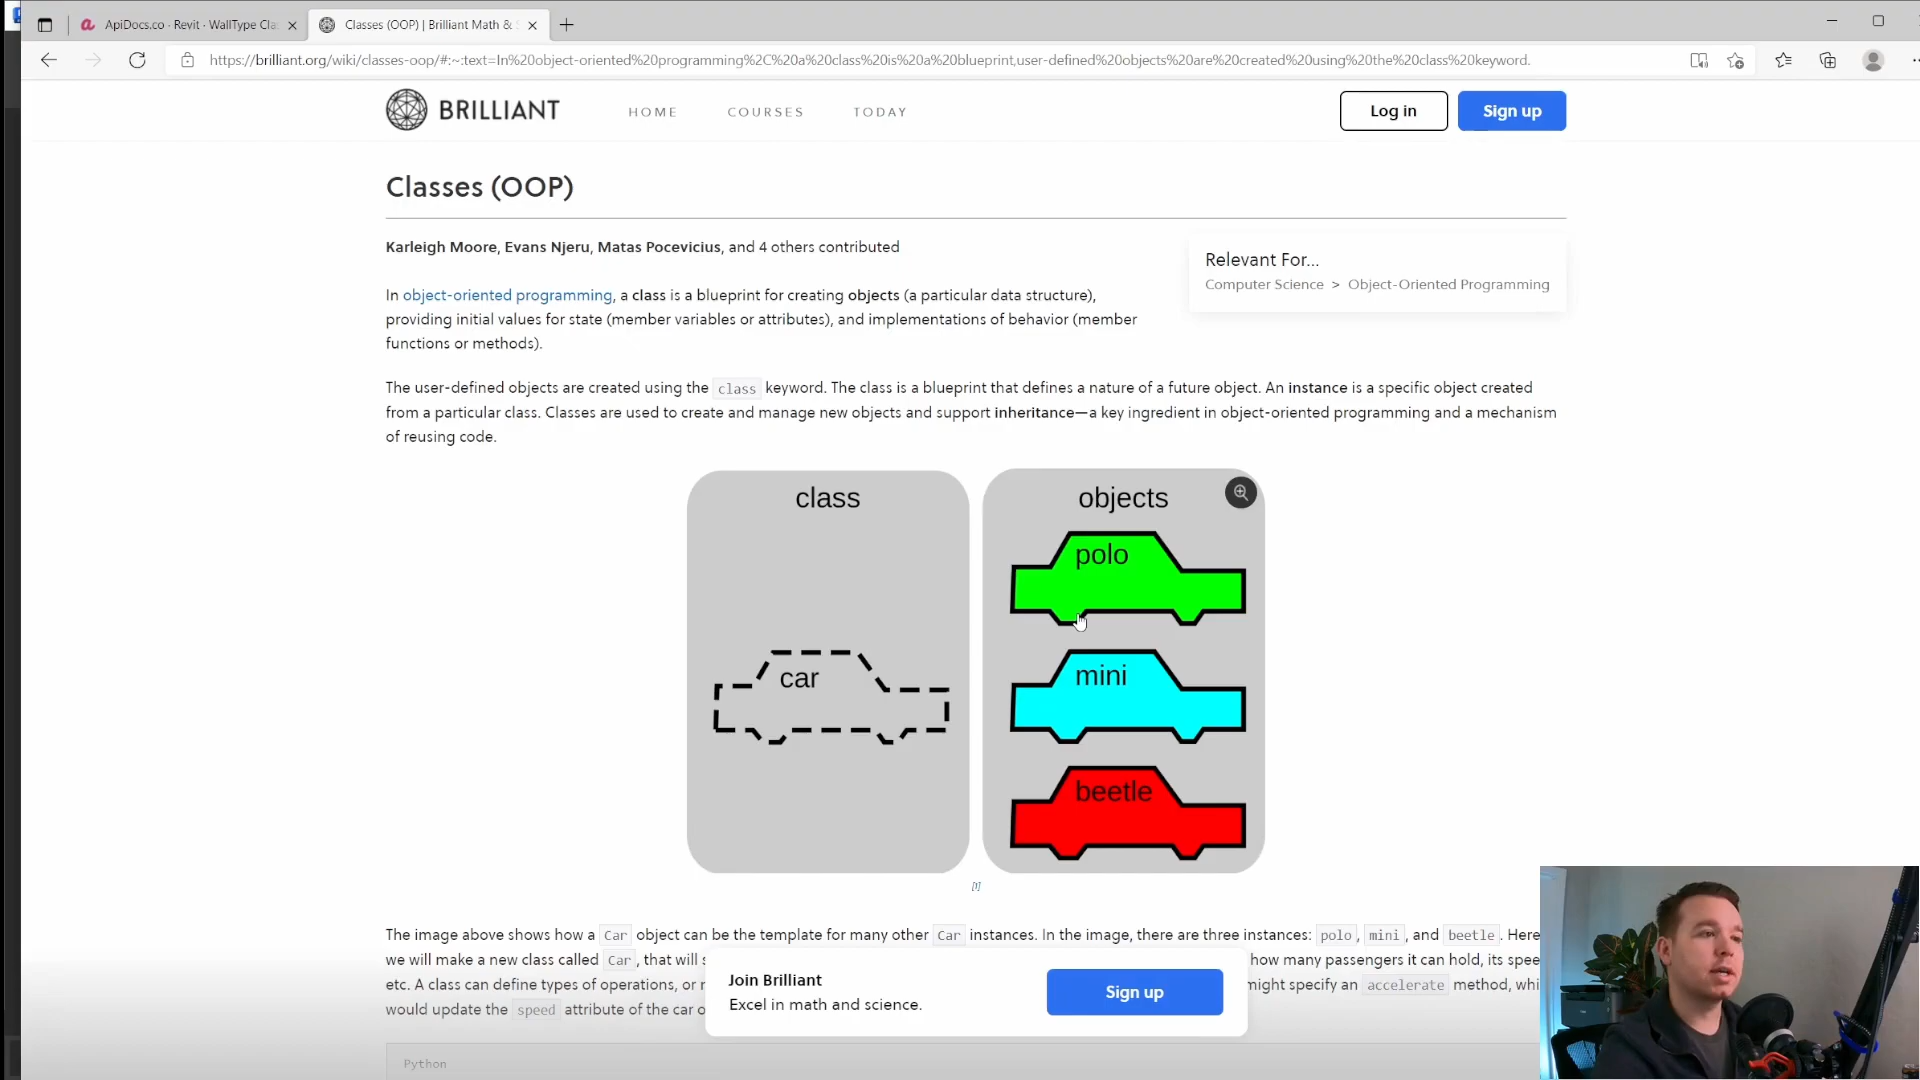 ApiDocs.co · Revit · WallType Cla
Classes (OOP) | Brilliant Math &
https://brilliant.org/wiki/classes-oop/#:~:text=In%20object-oriented%20programming%2C%20a%20class%20is%20a%20blueprint,user-defined%20objects%20are%20created%20using%20the%20class%20keyword.
BRILLIANT
HOME COURSES TODAY
Log in Sign up
Classes (OOP)
Karleigh Moore, Evans Njeru, Matas Pocevicius, and 4 others contributed
Relevant For...
Computer Science > Object-Oriented Programming
In object-oriented programming, a class is a blueprint for creating objects (a particular data structure),
providing initial values for state (member variables or attributes), and implementations of behavior (member
functions or methods).
The user-defined objects are created using the class keyword. The class is a blueprint that defines a nature of a future object. An instance is a specific object created
from a particular class. Classes are used to create and manage new objects and support inheritance—a key ingredient in object-oriented programming and a mechanism
of reusing code.
class
car
objects
polo
mini
beetle
[1]
The image above shows how a Car object can be the template for many other Car instances. In the image, there are three instances: polo, mini, and beetle. Here
we will make a new class called Car, that will how many passengers it can hold, its
etc. A class can define types of operations, or might specify an accelerate method,
would update the speed attribute of the car
Join Brilliant
Excel in math and science.
Sign up
Python